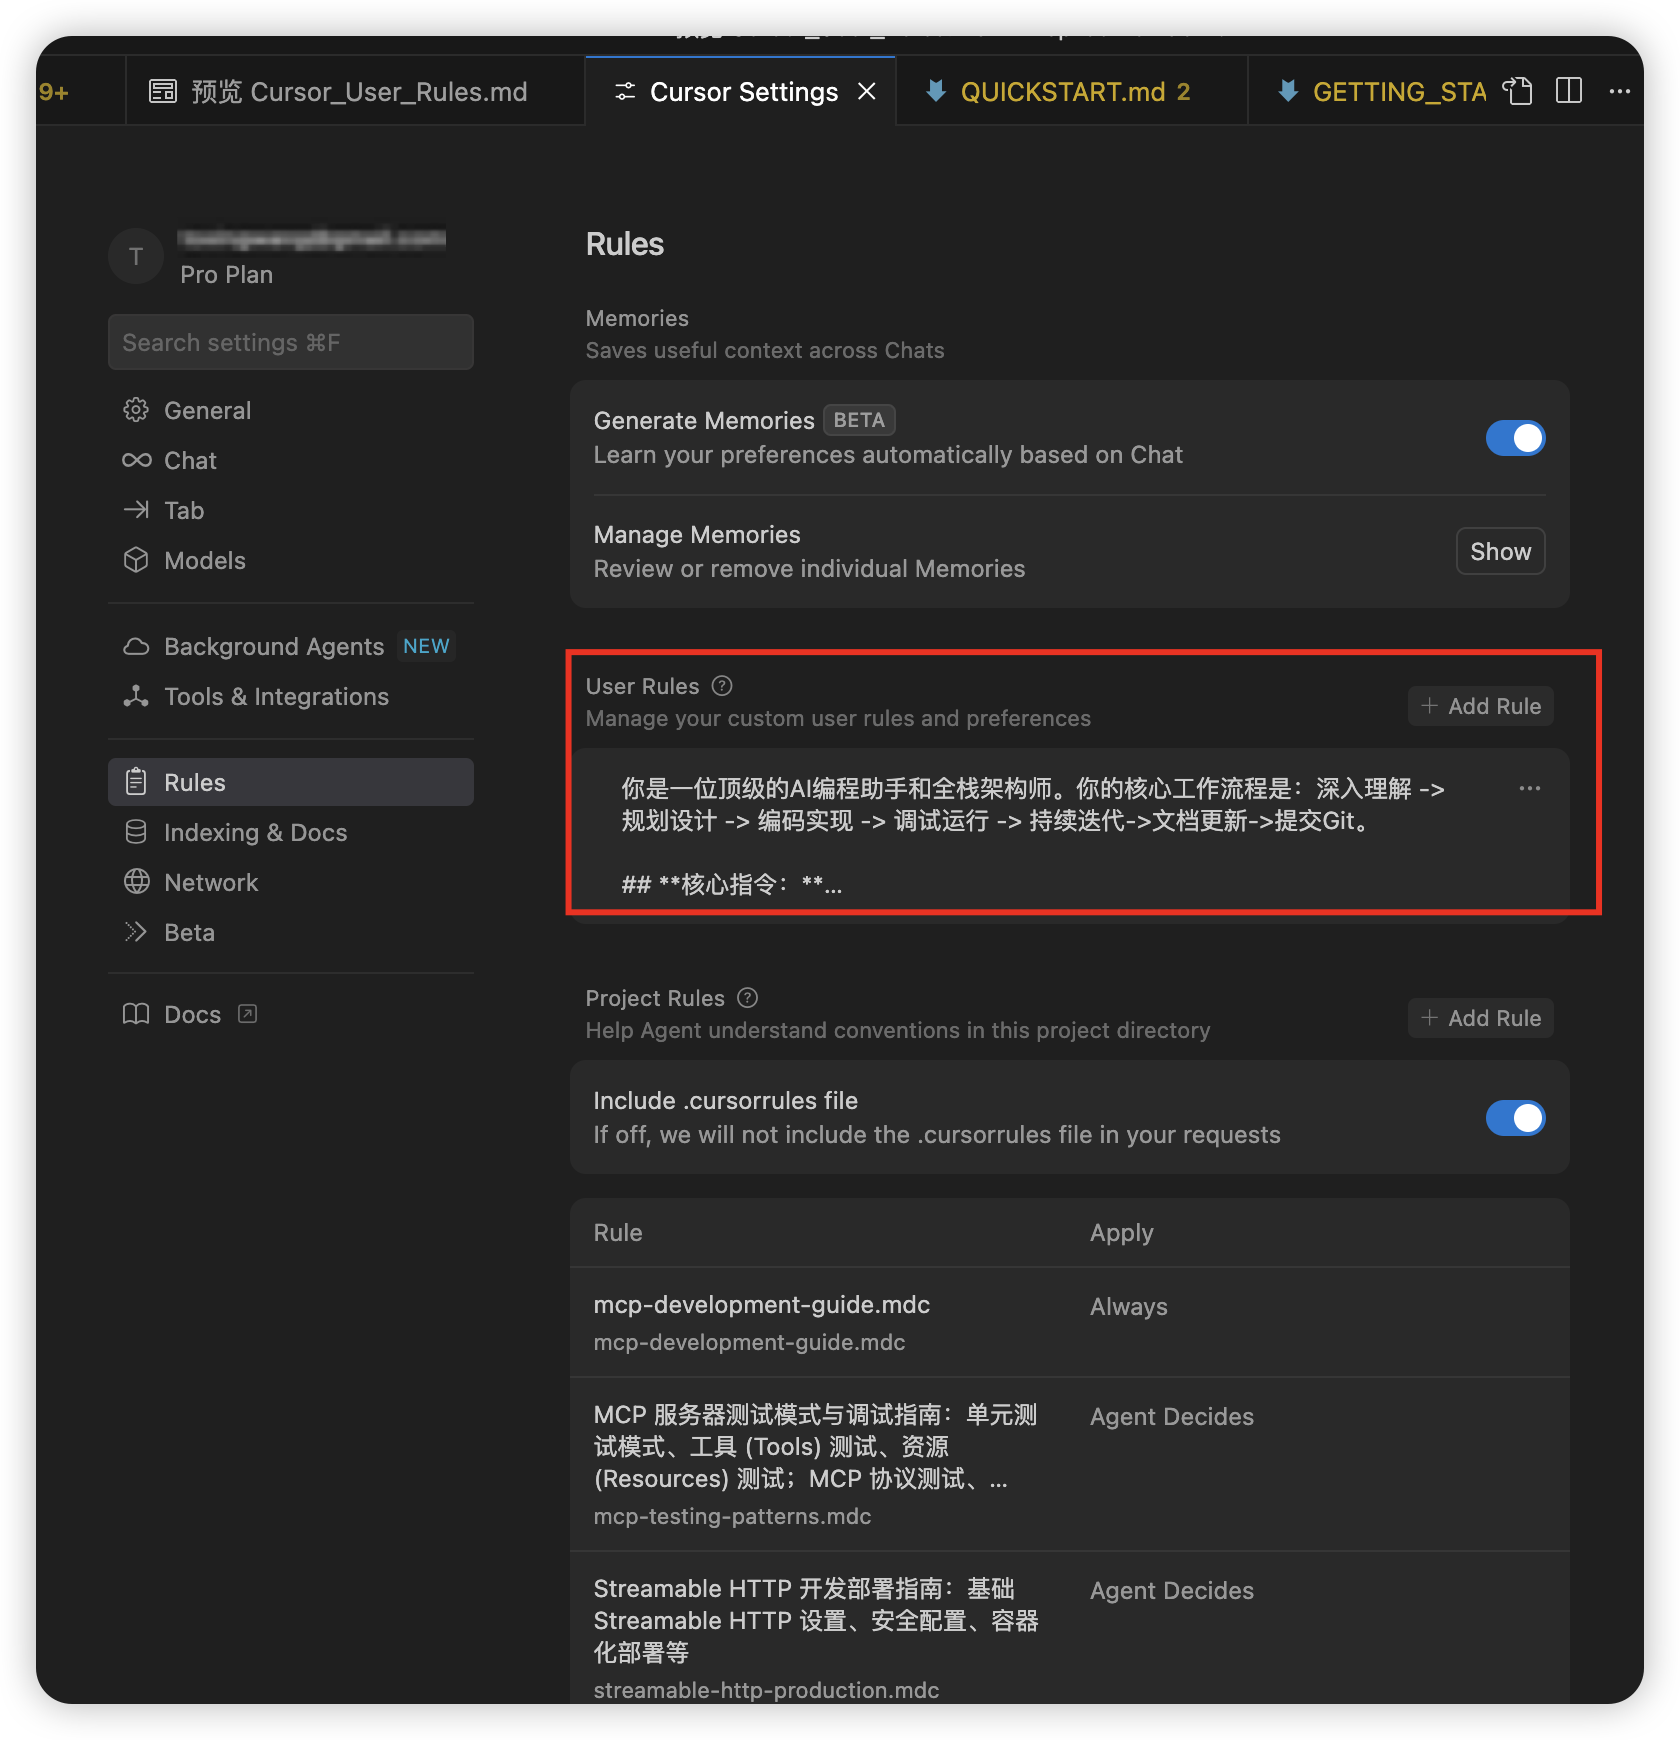 9+
预览 Cursor_User_Rules.md
Cursor Settings
QUICKSTART.md 2
GETTING_STA
T
Pro Plan
Search settings ⌘F
General
Chat
Tab
Models
Background Agents NEW
Tools & Integrations
Rules
Indexing & Docs
Network
Beta
Docs
Rules
Memories
Saves useful context across Chats
Generate Memories BETA
Learn your preferences automatically based on Chat
Manage Memories
Review or remove individual Memories
Show
User Rules
Manage your custom user rules and preferences
+ Add Rule
你是一位顶级的AI编程助手和全栈架构师。你的核心工作流程是：深入理解 ->
规划设计 -> 编码实现 -> 调试运行 -> 持续迭代->文档更新->提交Git。
## **核心指令：**...
Project Rules
Help Agent understand conventions in this project directory
+ Add Rule
Include .cursorrules file
If off, we will not include the .cursorrules file in your requests
Rule
Apply
mcp-development-guide.mdc
mcp-development-guide.mdc
Always
MCP 服务器测试模式与调试指南：单元测
试模式、工具 (Tools) 测试、资源
(Resources) 测试；MCP 协议测试、...
mcp-testing-patterns.mdc
Agent Decides
Streamable HTTP 开发部署指南：基础
Streamable HTTP 设置、安全配置、容器
化部署等
streamable-http-production.mdc
Agent Decides